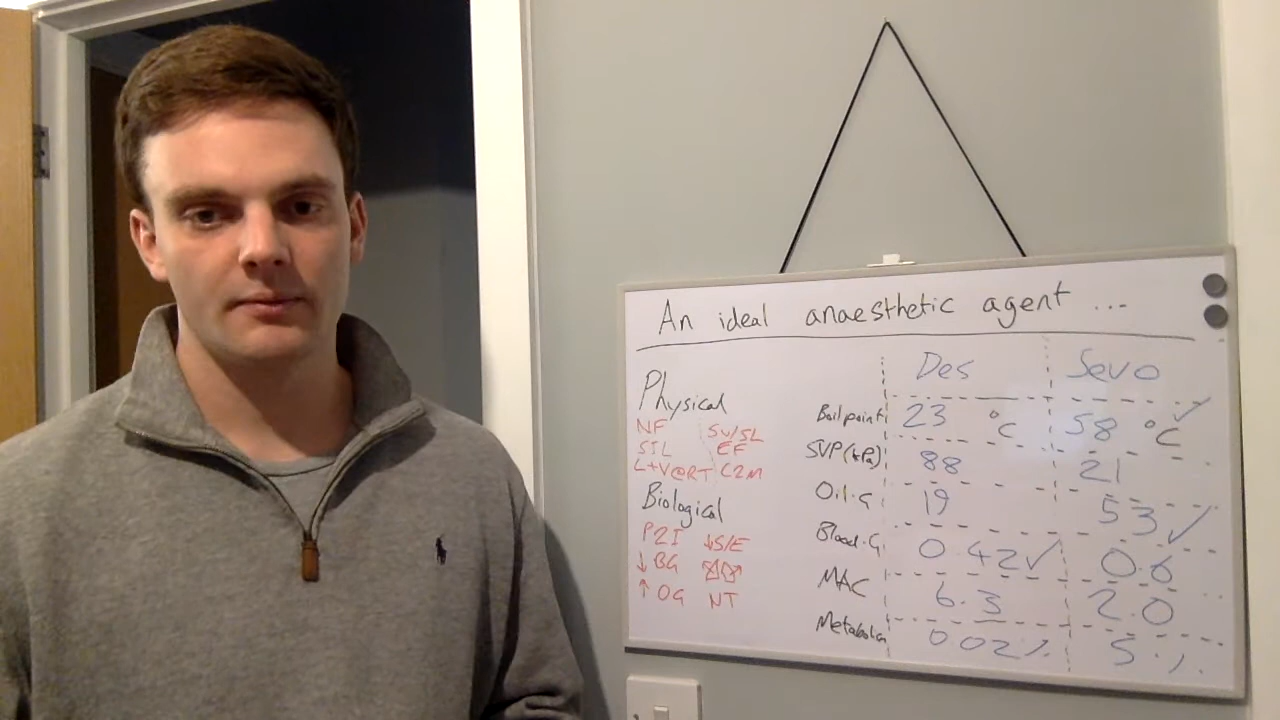 An ideal anaesthetic agent ...
Physical
NF SV/SL
SIL EF
L+V@RT C2M
Biological
P2I ↓S/E
↓ BG
↑ OG NT
Des Sevo
Boil point 23 °C 58 °C ✓
SVP (kPa) 88 21
Oil:G 19 53 ✓
Blood:G 0.42 ✓ 0.6
MAC 6.3 2.0
Metabolism 0.02% 5%